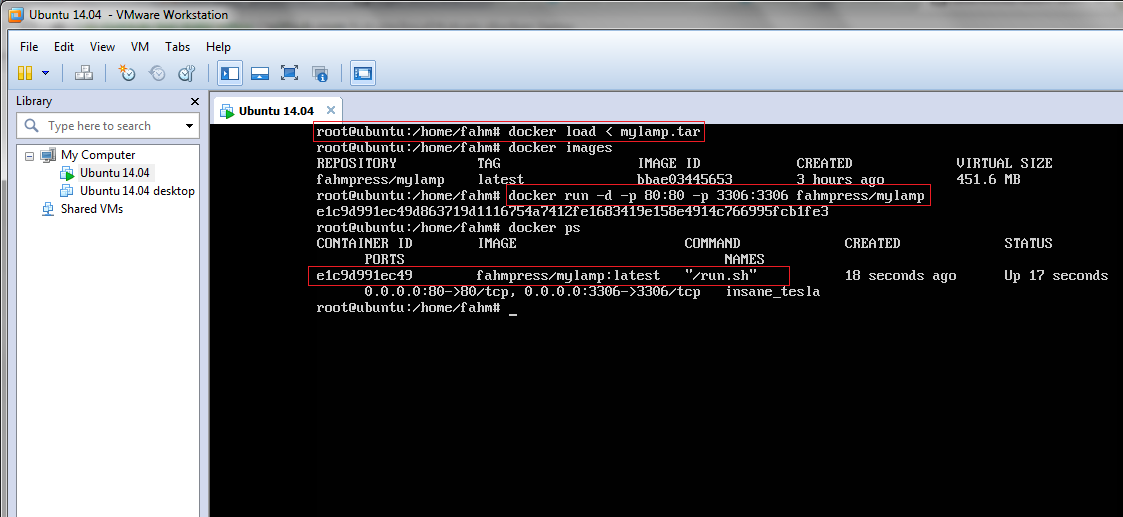 Ubuntu 14.04 - VMware Workstation
File Edit View VM Tabs Help
Library
Type here to search
My Computer
Ubuntu 14.04
Ubuntu 14.04 desktop
Shared VMs
Ubuntu 14.04
root@ubuntu:/home/fahm# docker load < mylamp.tar
root@ubuntu:/home/fahm# docker images
REPOSITORY TAG IMAGE ID CREATED VIRTUAL SIZE
fahmpress/mylamp latest bbae03445653 3 hours ago 451.6 MB
root@ubuntu:/home/fahm# docker run -d -p 80:80 -p 3306:3306 fahmpress/mylamp
e1c9d991ec49d863719d1116754a7412fe1683419e158e4914c766995fcb1fe3
root@ubuntu:/home/fahm# docker ps
CONTAINER ID IMAGE COMMAND CREATED STATUS
PORTS NAMES
e1c9d991ec49 fahmpress/mylamp:latest "/run.sh" 18 seconds ago Up 17 seconds
0.0.0.0:80->80/tcp, 0.0.0.0:3306->3306/tcp insane_tesla
root@ubuntu:/home/fahm# _